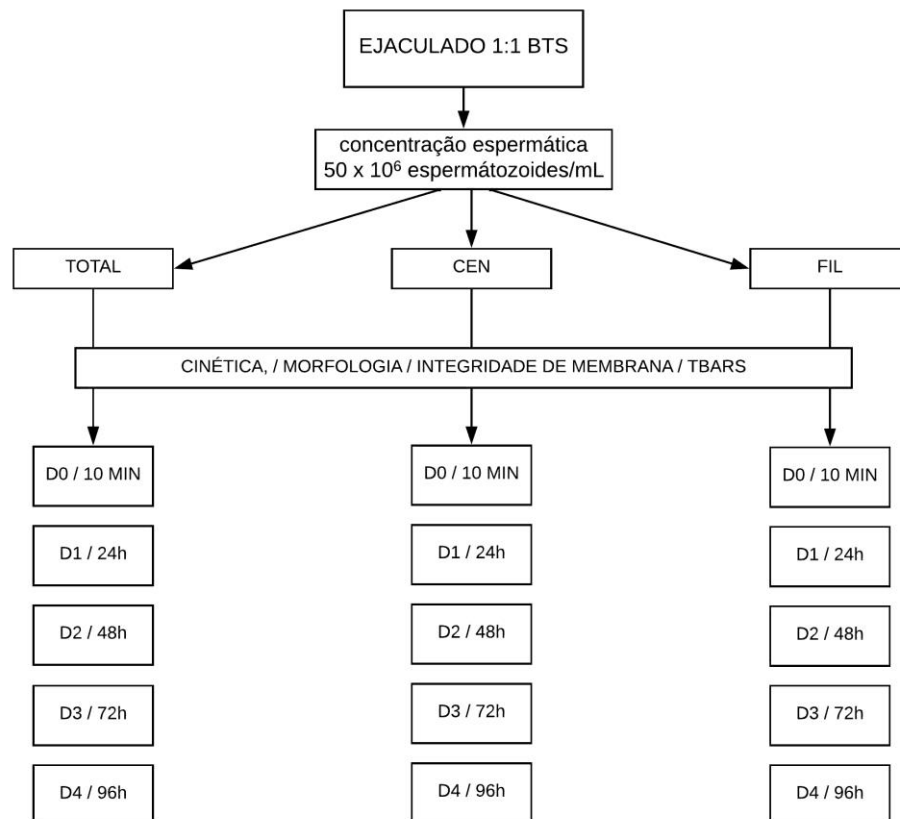 EJACULADO 1:1 BTS
concentração espermática
50 x 10⁶ espermátozoides/mL
TOTAL
CEN
FIL
CINÉTICA, / MORFOLOGIA / INTEGRIDADE DE MEMBRANA / TBARS
D0 / 10 MIN
D0 / 10 MIN
D0 / 10 MIN
D1 / 24h
D1 / 24h
D1 / 24h
D2 / 48h
D2 / 48h
D2 / 48h
D3 / 72h
D3 / 72h
D3 / 72h
D4 / 96h
D4 / 96h
D4 / 96h